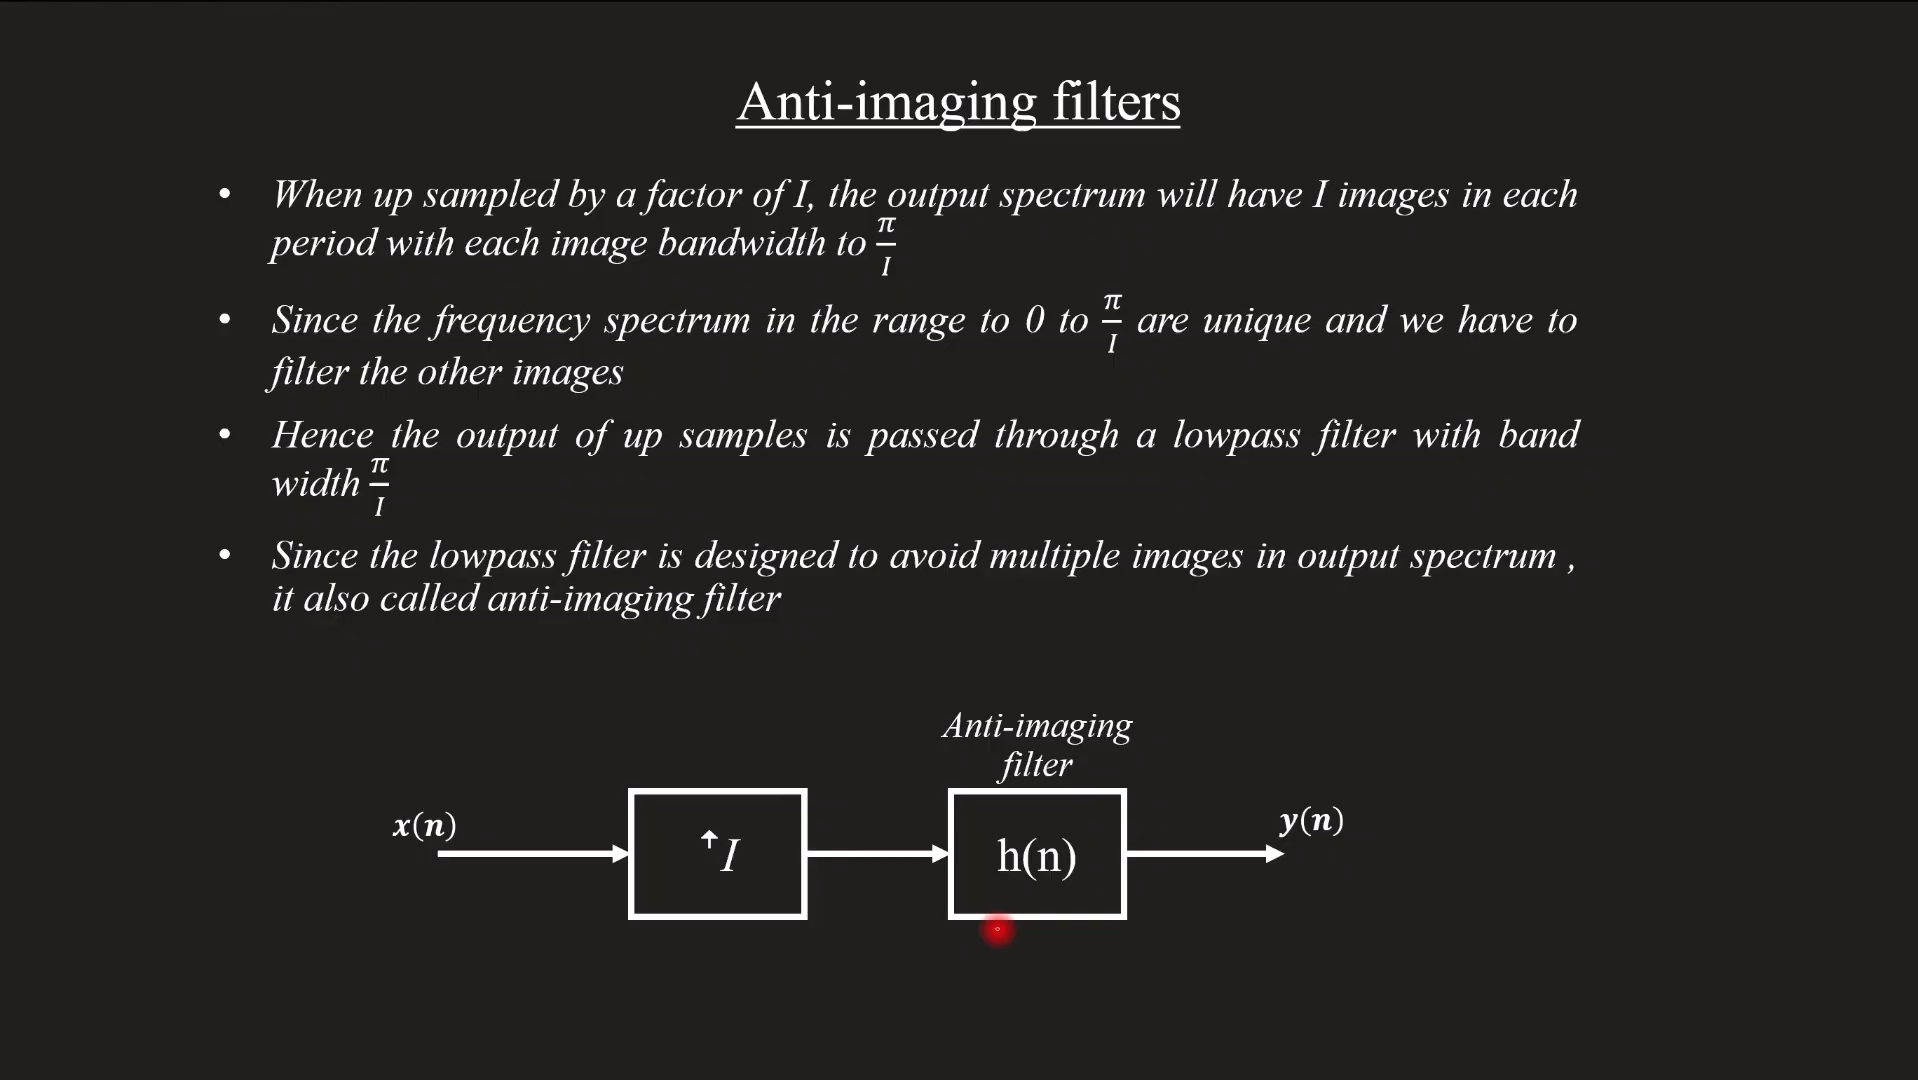 Anti-imaging filters
• When up sampled by a factor of I, the output spectrum will have I images in each
period with each image bandwidth to π/I
• Since the frequency spectrum in the range to 0 to π/I are unique and we have to
filter the other images
• Hence the output of up samples is passed through a lowpass filter with band
width π/I
• Since the lowpass filter is designed to avoid multiple images in output spectrum ,
it also called anti-imaging filter
Anti-imaging
filter
x(n)
↑I
h(n)
y(n)